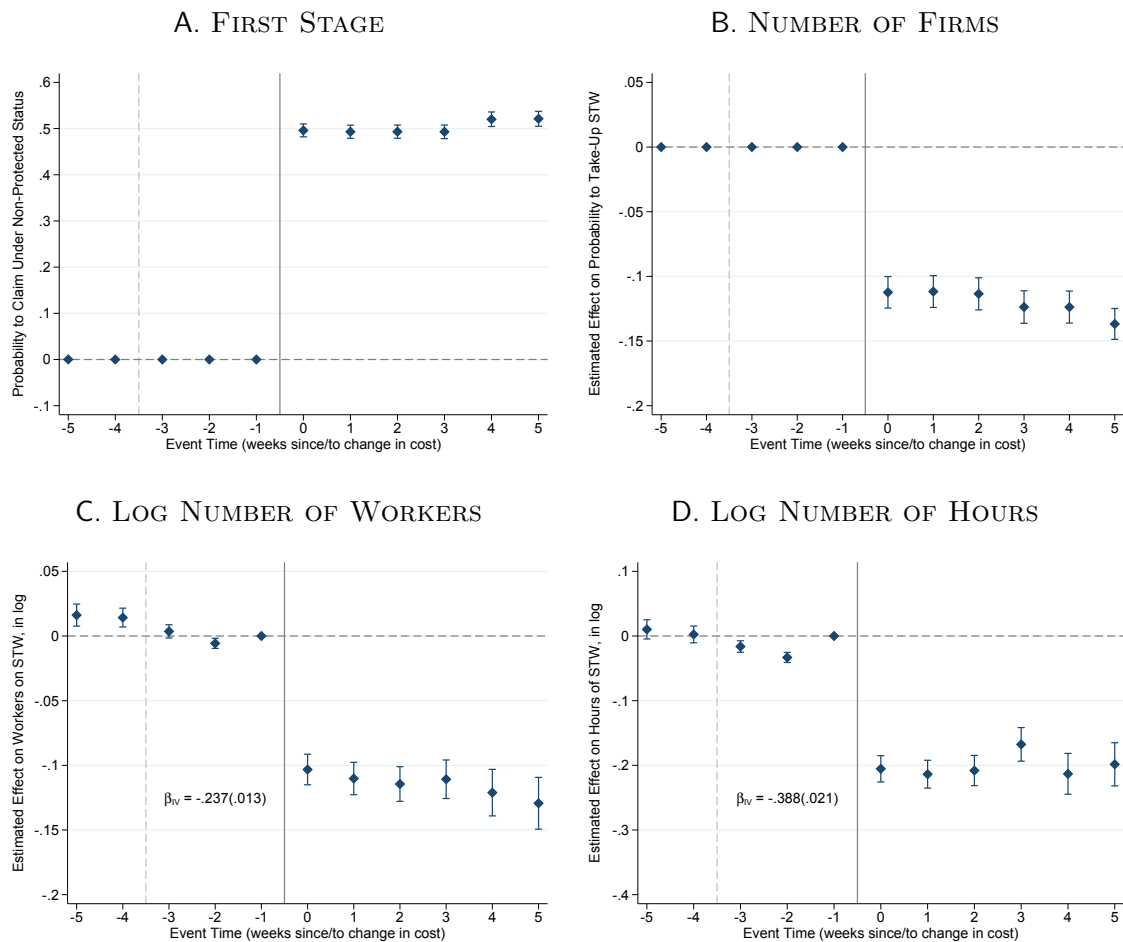 A. First Stage
Probability to Claim Under Non-Protected Status
.6
.5
.4
.3
.2
.1
0
-.1
-5 -4 -3 -2 -1 0 1 2 3 4 5
Event Time (weeks since/to change in cost)
B. Number of Firms
Estimated Effect on Probability to Take-Up STW
.05
0
-.05
-.1
-.15
-.2
-5 -4 -3 -2 -1 0 1 2 3 4 5
Event Time (weeks since/to change in cost)
C. Log Number of Workers
Estimated Effect on Workers on STW, in log
.05
0
-.05
-.1
-.15
-.2
βIV = -.237(.013)
-5 -4 -3 -2 -1 0 1 2 3 4 5
Event Time (weeks since/to change in cost)
D. Log Number of Hours
Estimated Effect on Hours of STW, in log
.1
0
-.1
-.2
-.3
-.4
βIV = -.388(.021)
-5 -4 -3 -2 -1 0 1 2 3 4 5
Event Time (weeks since/to change in cost)